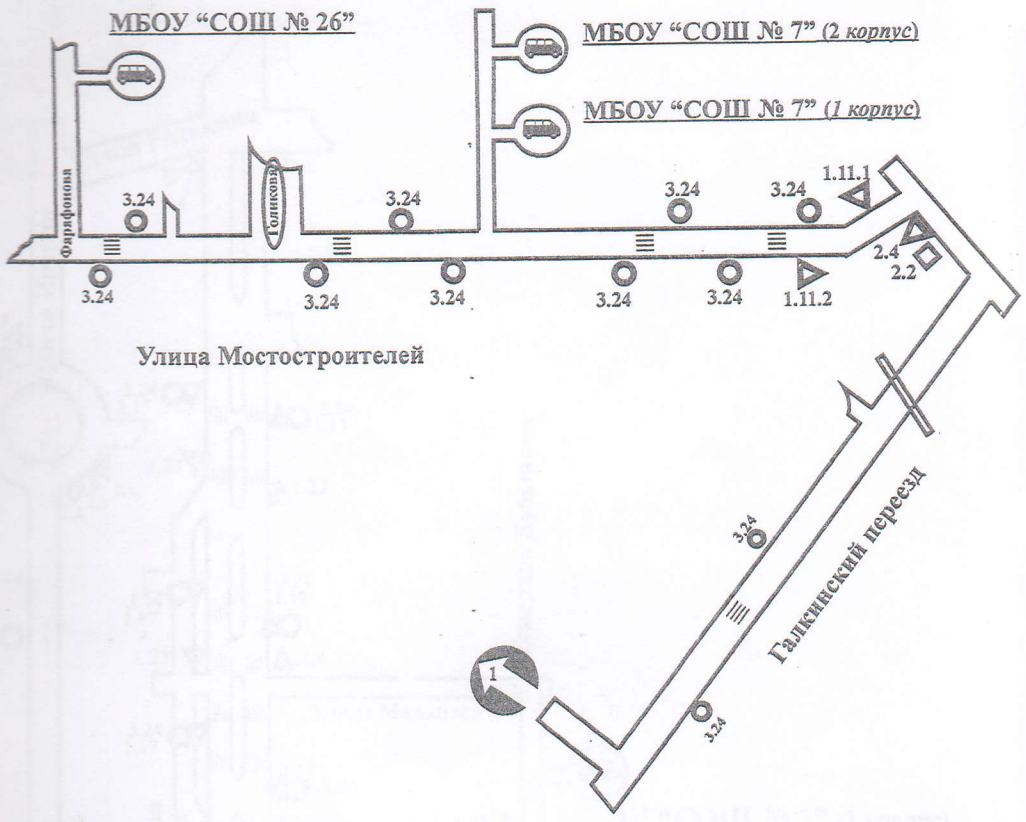 МБОУ “СОШ № 26”
МБОУ “СОШ № 7” (2 корпус)
МБОУ “СОШ № 7” (1 корпус)
Фарафонова
Голикова
3.24
3.24
3.24
3.24
1.11.1
2.4
2.2
3.24
3.24
3.24
3.24
3.24
1.11.2
Улица Мостостроителей
Галкинский переезд
3.24
1
3.24